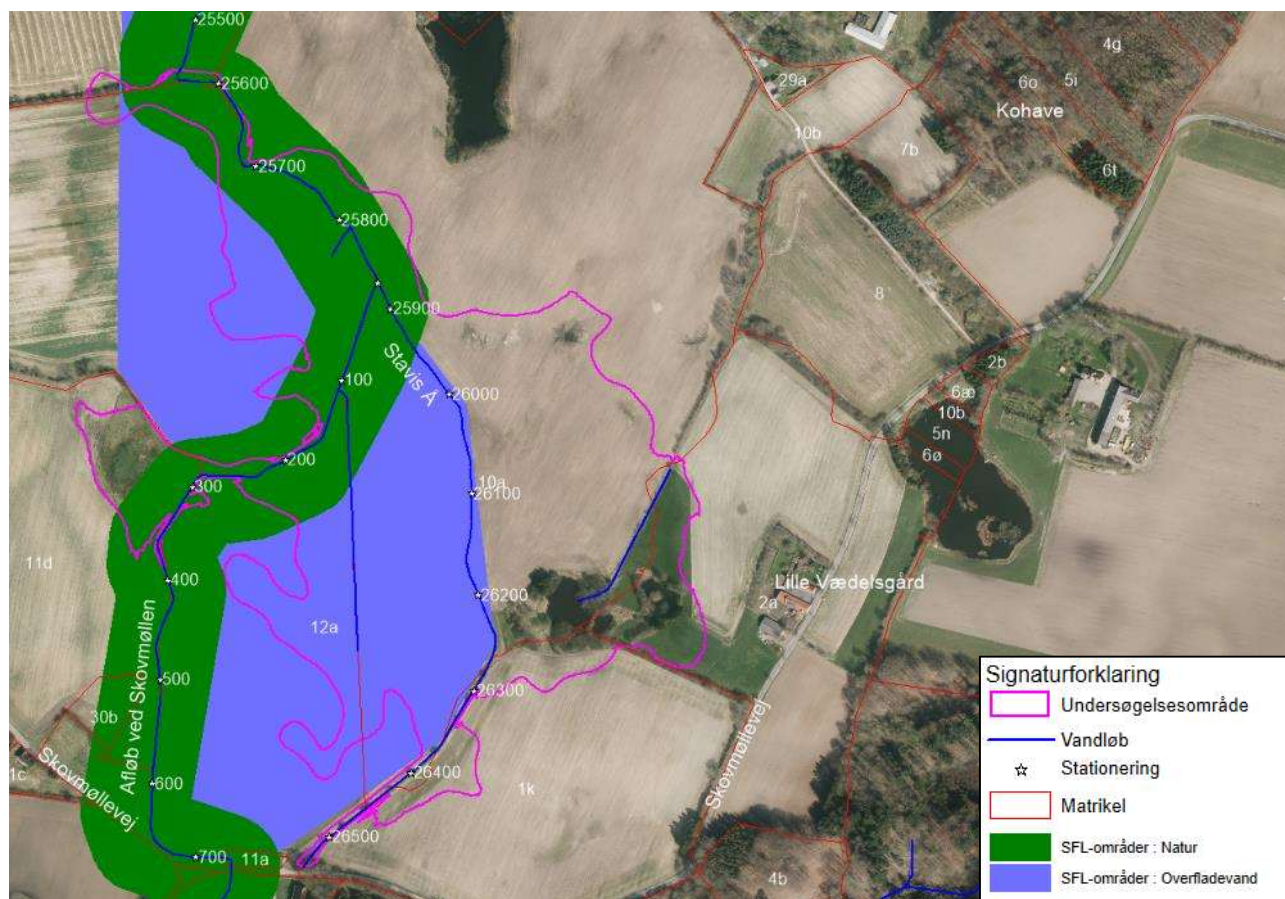 25500
4g
25600
29a
6o
5i
Kohave
10b
7b
25700
6t
25800
8
25900
Stavis Å
2b
100
26000
6æ
10b
5n
200
6ø
300
10a
26100
11d
400
Lille Vædelsgård
26200
2a
12a
500
26300
30b
Afløb ved Skovmøllen
Skovmøllevej
1c
600
Skovmøllevej
26400
1k
26500
700
11a
4b
Signaturforklaring
Undersøgelsesområde
Vandløb
Stationering
Matrikel
SFL-områder : Natur
SFL-områder : Overfladevand